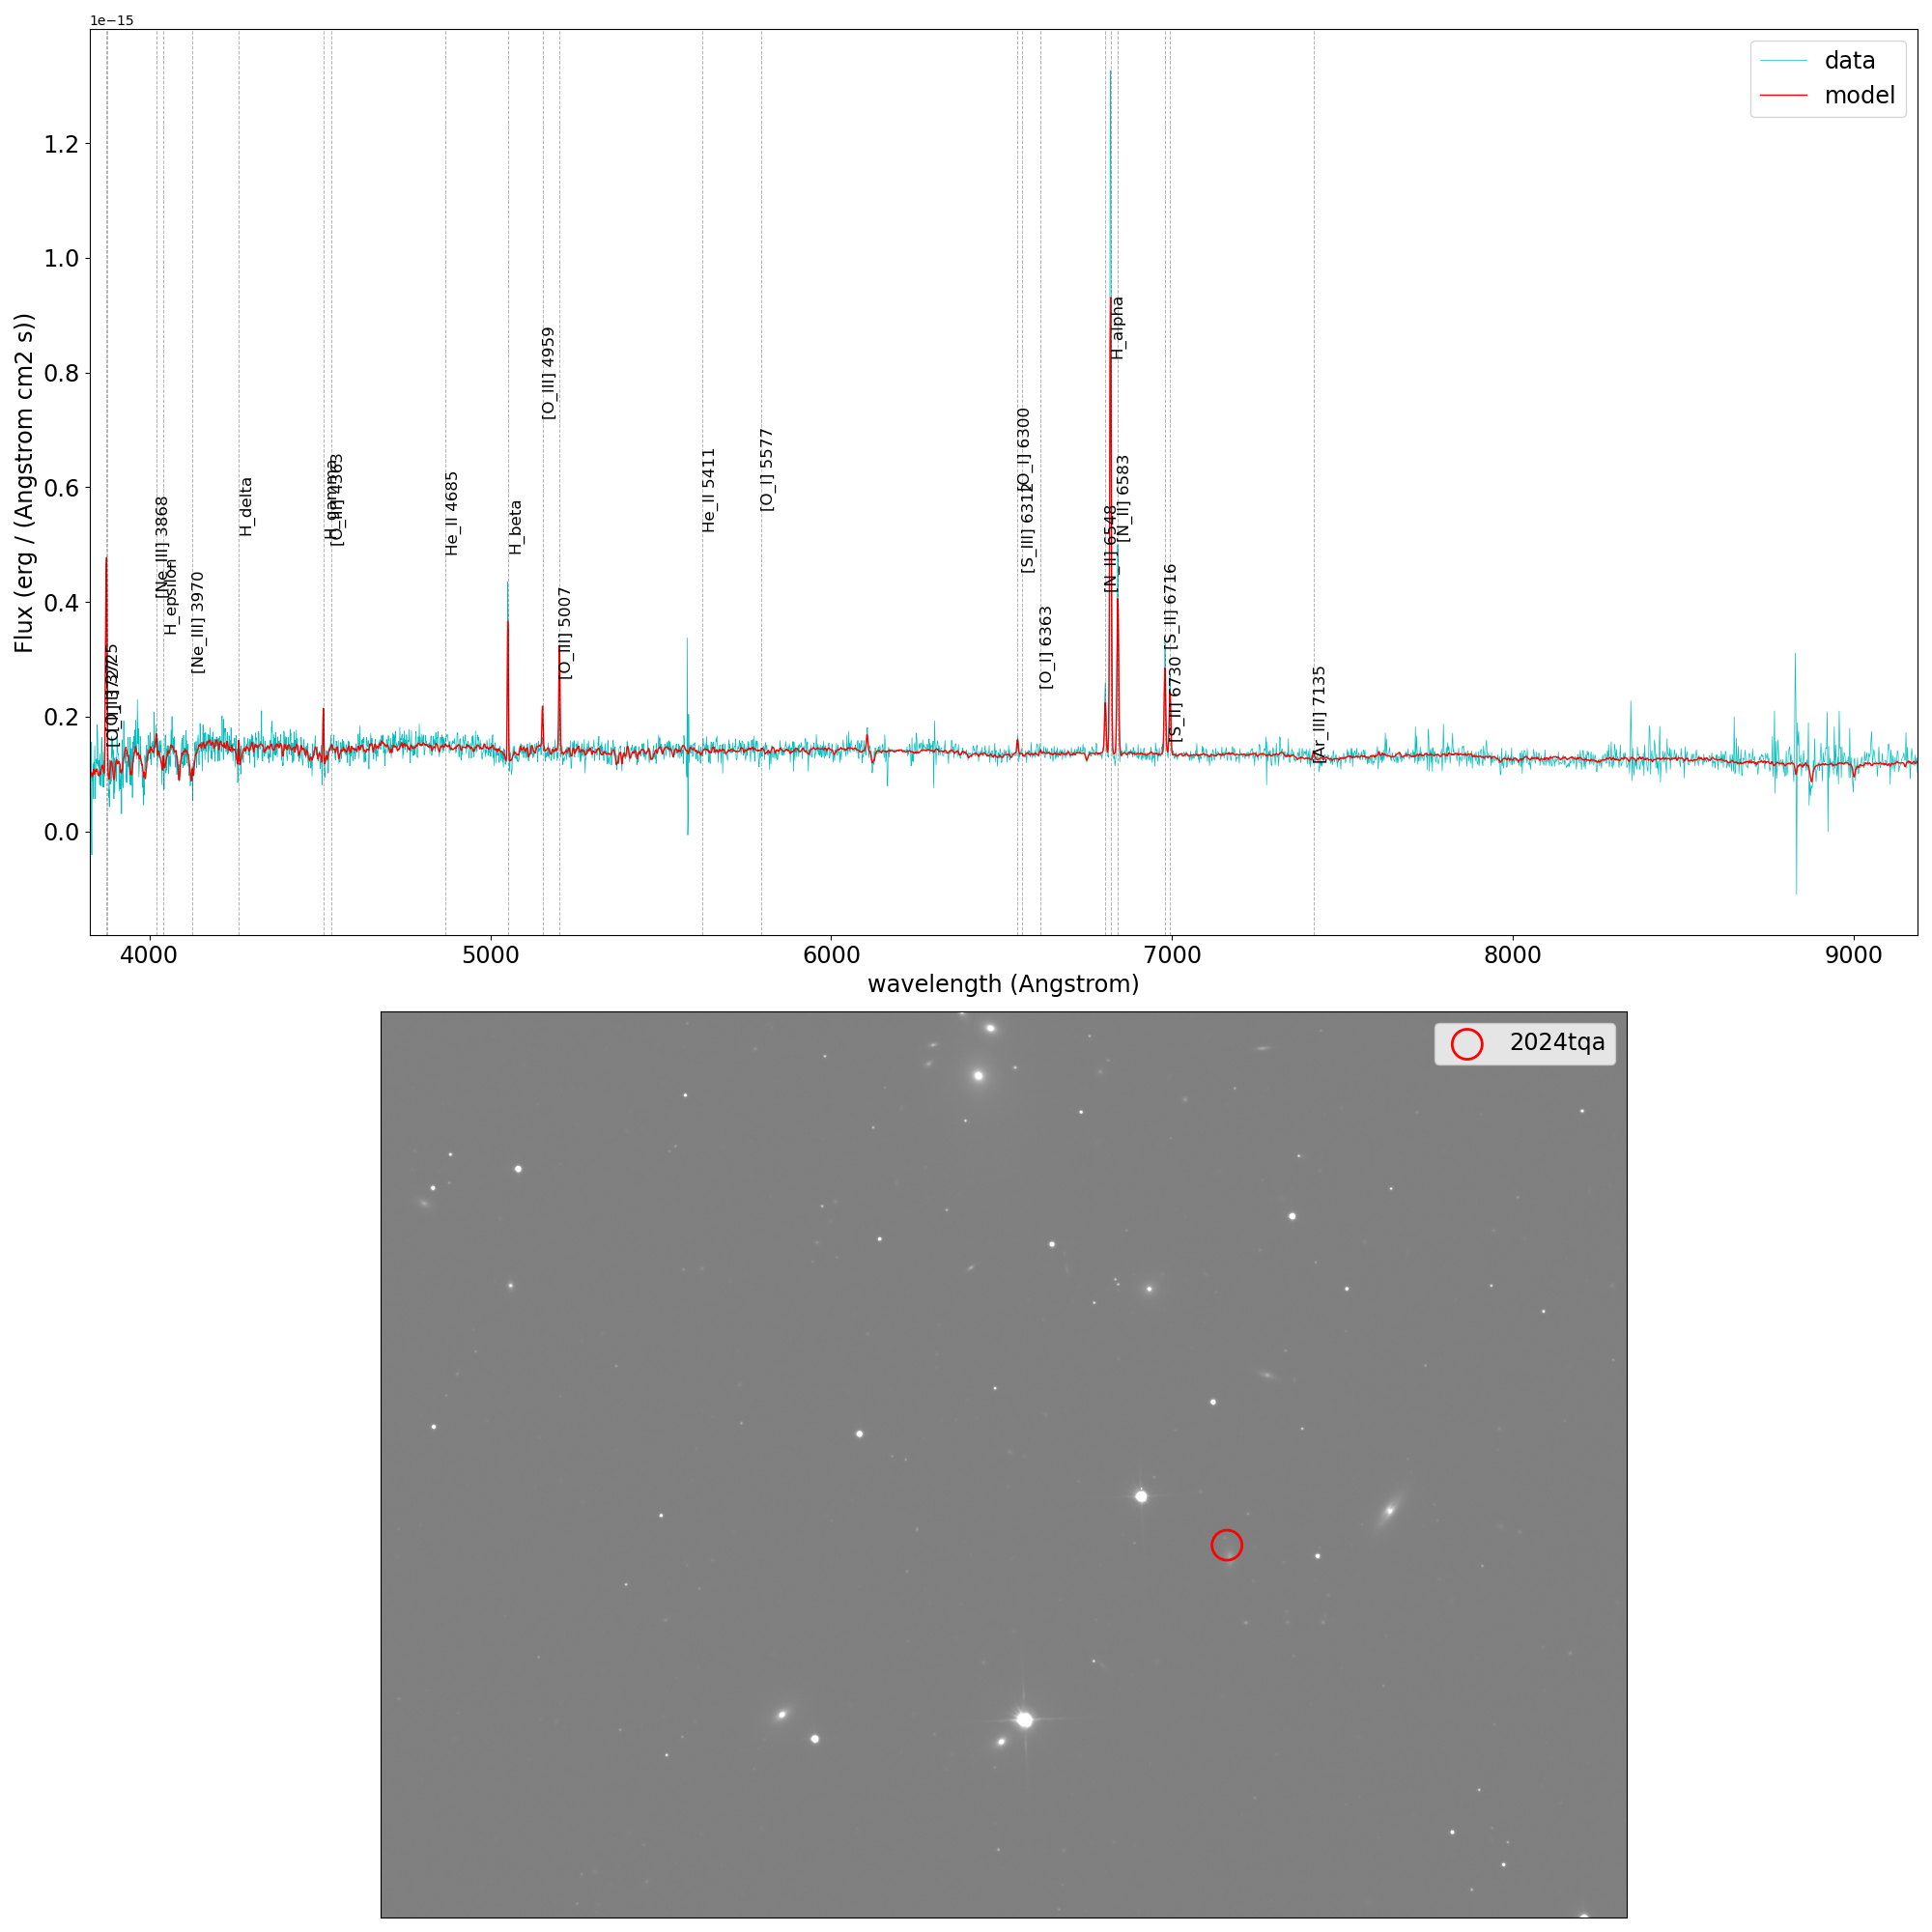 1e−15
data
model
1.2
1.0
0.8
0.6
0.4
0.2
0.0
Flux (erg / (Angstrom cm2 s))
[Ne_III] 3868
H_epsilon
[Ne_III] 3970
H_delta
H_gamma
[O_III] 4363
He_II 4685
H_beta
[O_III] 4959
[O_III] 5007
He_II 5411
[O_I] 5577
[O_I] 6300
[S_III] 6312
[O_I] 6363
[N_II] 6548
H_alpha
[N_II] 6583
[S_II] 6716
[S_II] 6730
[Ar_III] 7135
4000
5000
6000
7000
8000
9000
wavelength (Angstrom)
2024tqa